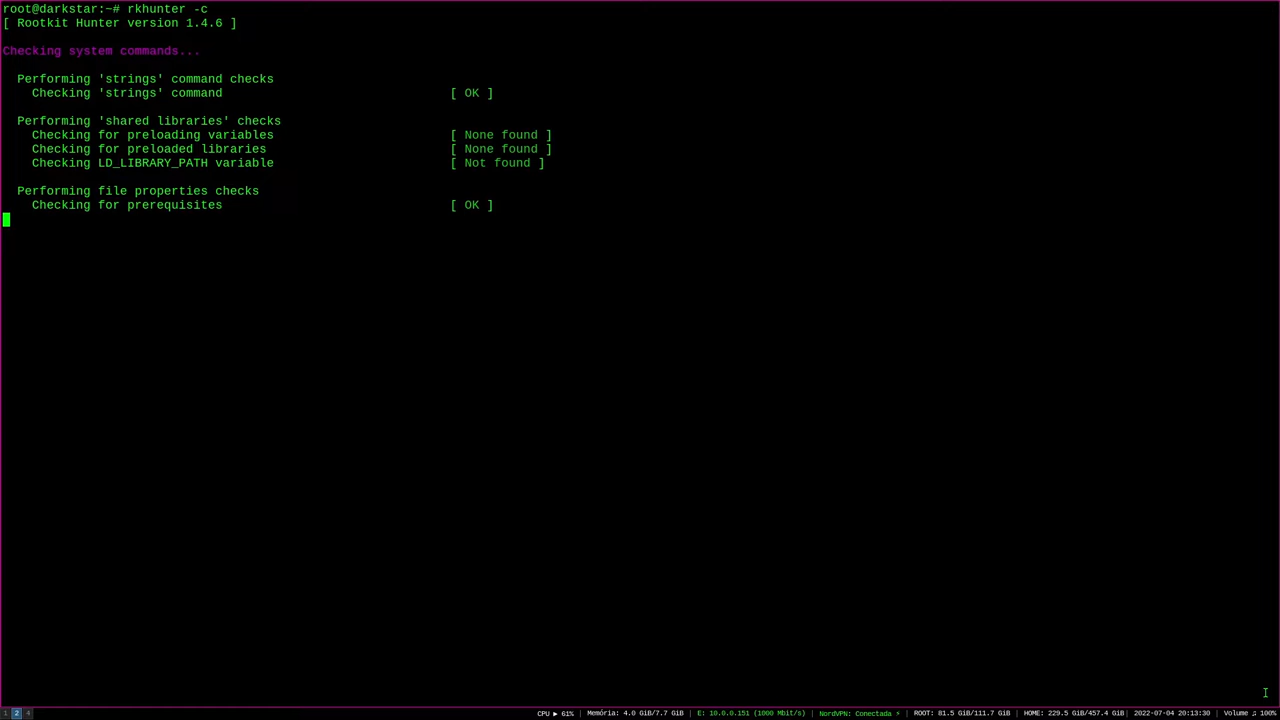 root@darkstar:~# rkhunter -c
[ Rootkit Hunter version 1.4.6 ]
Checking system commands...
Performing 'strings' command checks
Checking 'strings' command [ OK ]
Performing 'shared libraries' checks
Checking for preloading variables [ None found ]
Checking for preloaded libraries [ None found ]
Checking LD_LIBRARY_PATH variable [ Not found ]
Performing file properties checks
Checking for prerequisites [ OK ]
1 2 4 CPU ▶ 61% | Memória: 4.0 GiB/7.7 GiB | E: 10.0.0.151 (1000 Mbit/s) | NordVPN: Conectada ⚡ | ROOT: 81.5 GiB/111.7 GiB | HOME: 229.5 GiB/457.4 GiB | 2022-07-04 20:13:30 | Volume ♫ 100%